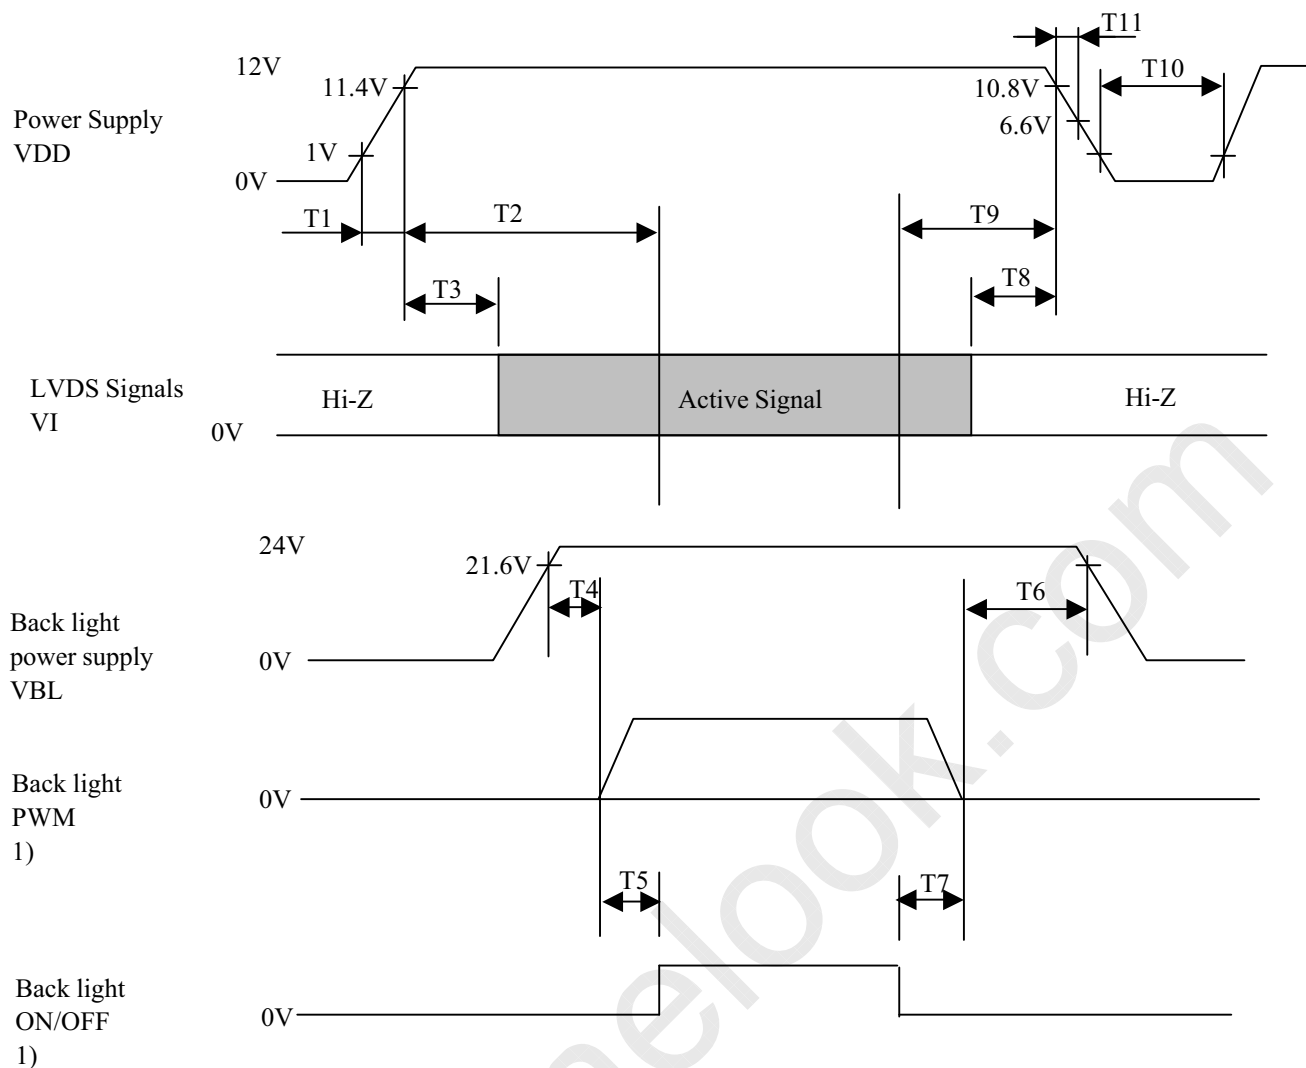 T11
12V
T10
11.4V
10.8V
Power Supply
VDD
6.6V
1V
0V
T1
T2
T9
T3
T8
LVDS Signals
VI
Hi-Z
Active Signal
Hi-Z
0V
24V
21.6V
T4
T6
Back light
power supply
VBL
0V
Back light
PWM
1)
0V
T5
T7
Back light
ON/OFF
1)
0V
elook.com